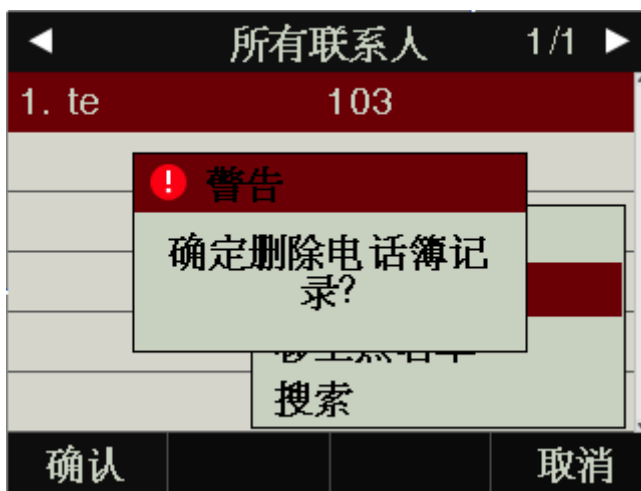 所有联系人 1/1
1. te 103
警告
确定删除电话簿记
录?
搜索
确认 取消